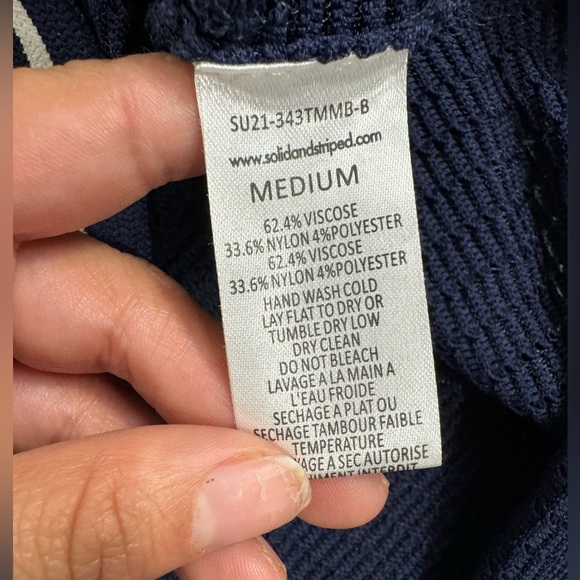 SU21-343TMMB-B
www.solidandstriped.com
MEDIUM
62.4% VISCOSE
33.6% NYLON 4% POLYESTER
62.4% VISCOSE
33.6% NYLON 4%POLYESTER
HAND WASH COLD
LAY FLAT TO DRY OR
TUMBLE DRY LOW
DRY CLEAN
DO NOT BLEACH
LAVAGE A LA MAIN A
L'EAU FROIDE
SECHAGE A PLAT OU
SECHAGE TAMBOUR FAIBLE
TEMPERATURE
A SEC AUTORISE